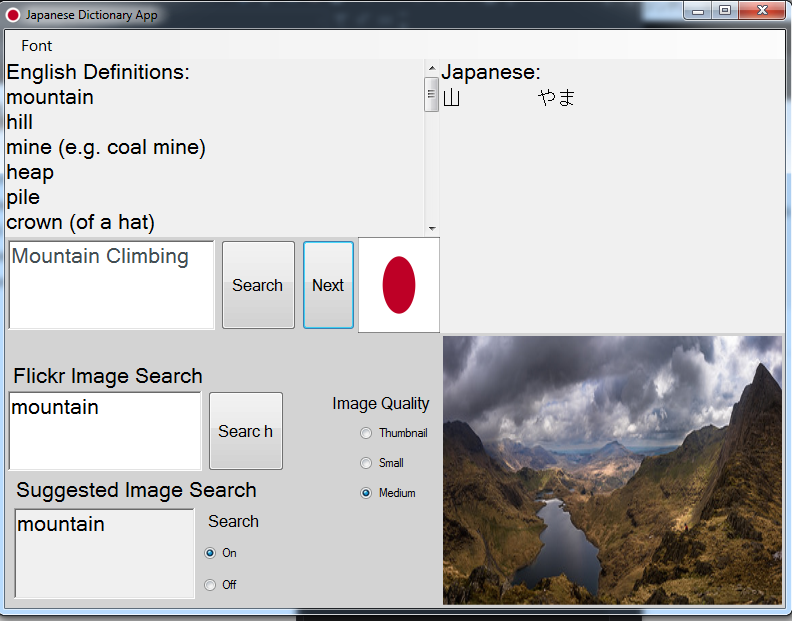 Japanese Dictionary App
Font
English Definitions:
mountain
hill
mine (e.g. coal mine)
heap
pile
crown (of a hat)
Japanese:
山 やま
Mountain Climbing
Search
Next
Flickr Image Search
mountain
Search
Image Quality
Thumbnail
Small
Medium
Suggested Image Search
mountain
Search
On
Off